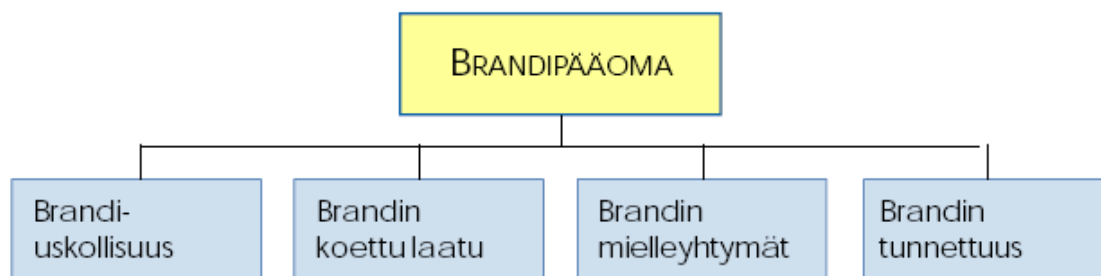 BRANDIPÄÄOMA
Brandi-
uskollisuus
Brandin
koettu laatu
Brandin
mielleyhtymät
Brandin
tunnettuus